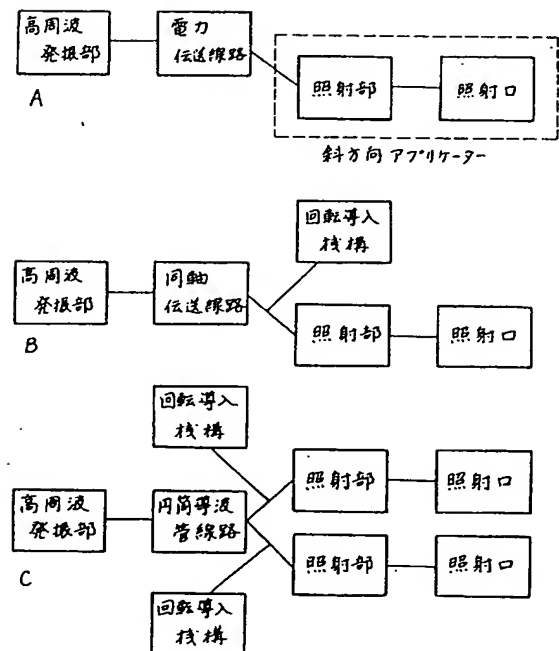 高周波
発振部
電力
伝送線路
照射部
照射口
A
斜方向アプリケーター
回転導入
桟構
高周波
発振部
同軸
伝送線路
照射部
照射口
B
回転導入
桟構
照射部
照射口
高周波
発振部
円筒導波
管線路
照射部
照射口
C
回転導入
桟構